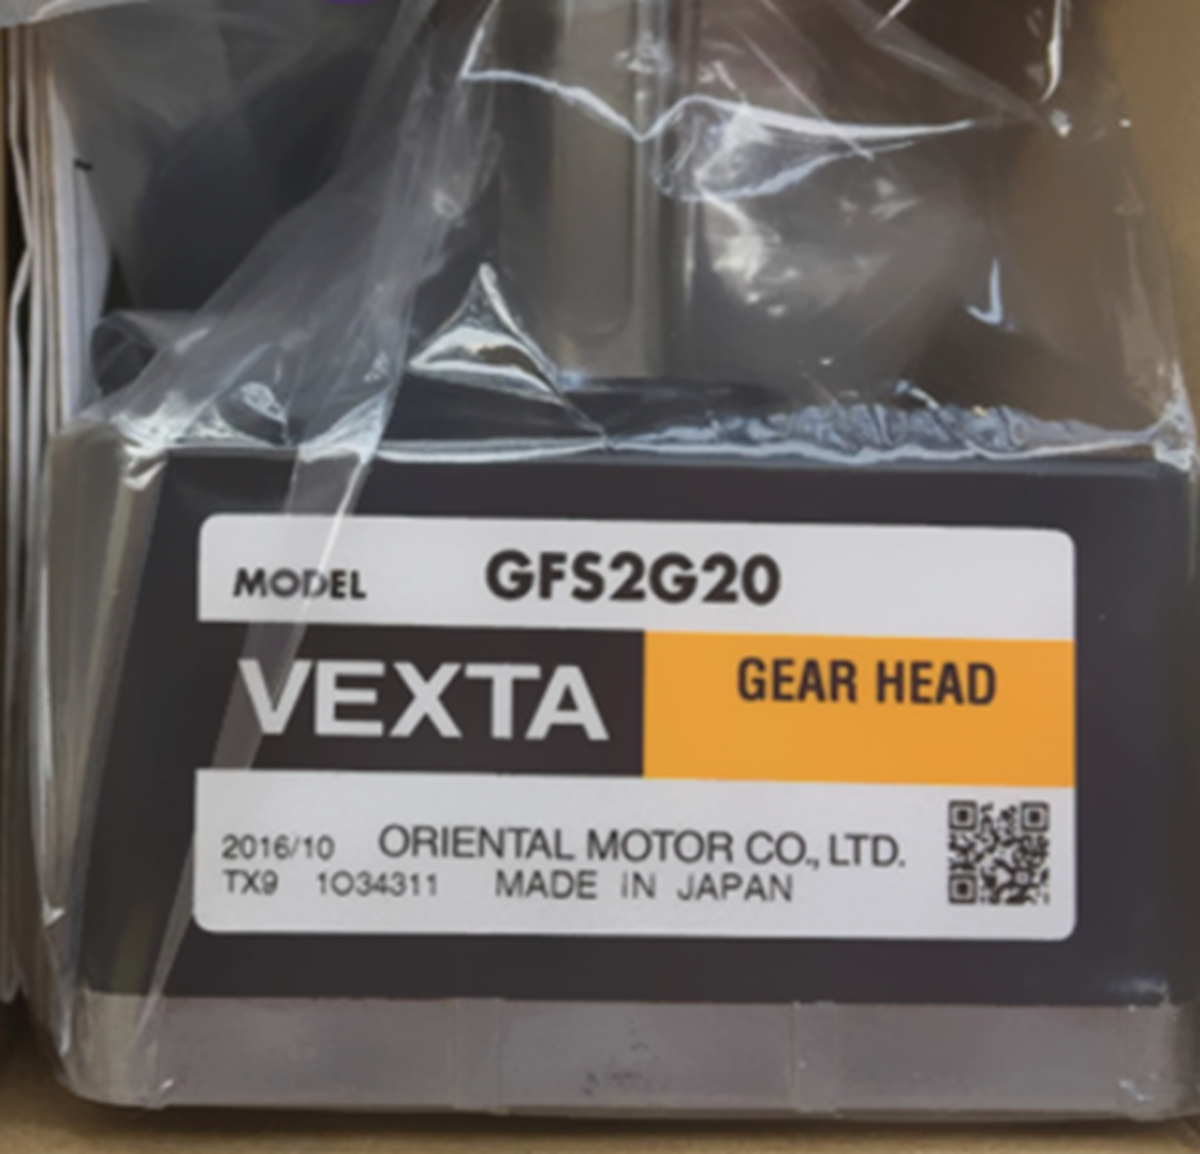 MODEL GFS2G20
VEXTA GEAR HEAD
2016/10 ORIENTAL MOTOR CO., LTD.
TX9 1O34311 MADE IN JAPAN